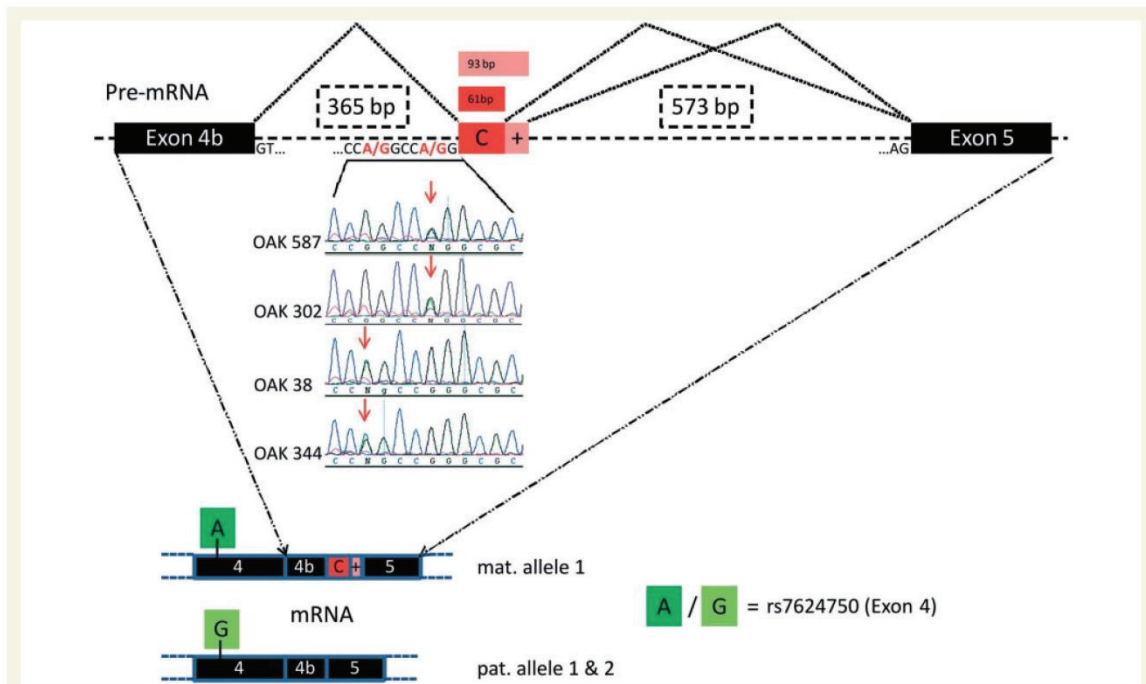 93 bp
Pre-mRNA
365 bp
61bp
573 bp
Exon 4b
C
+
Exon 5
GT...
...CCA/GGCCA/GG
...AG
OAK 587
C C G G C C N G G C G C
OAK 302
C C G G C C N G G C G C
OAK 38
C C N g C C G G G C G C
OAK 344
C C N G C C G G G C G C
A
4
4b
C
+
5
mat. allele 1
mRNA
A / G = rs7624750 (Exon 4)
G
4
4b
5
pat. allele 1 & 2